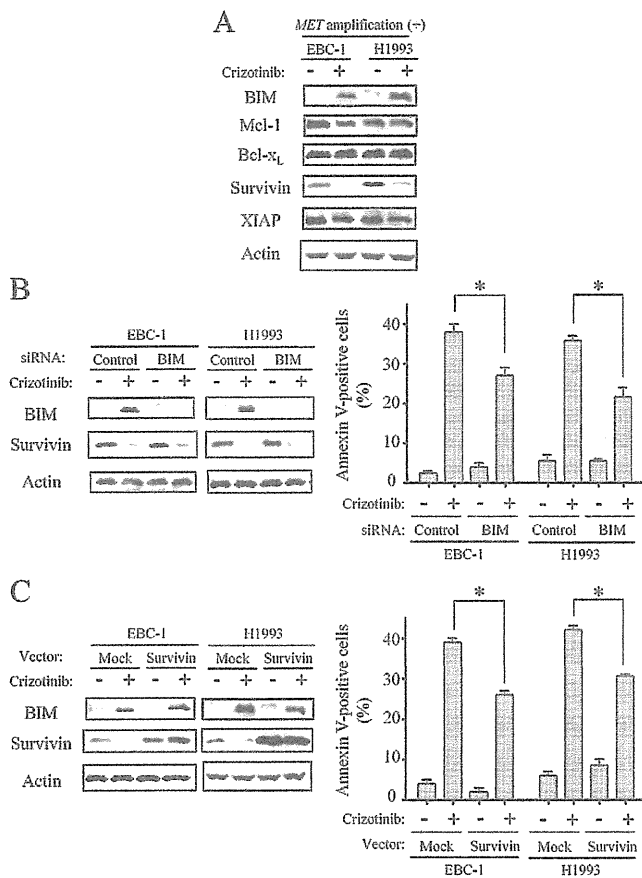 A
MET amplification (+)
EBC-1 H1993
Crizotinib: - + - +
BIM
Mcl-1
Bcl-xL
Survivin
XIAP
Actin
B
EBC-1 H1993
siRNA: Control BIM Control BIM
Crizotinib: - + - + - + - +
BIM
Survivin
Actin
Annexin V-positive cells
(%)
40
30
20
10
0
* *
Crizotinib: - + - + - + - +
siRNA: Control BIM Control BIM
EBC-1 H1993
C
EBC-1 H1993
Vector: Mock Survivin Mock Survivin
Crizotinib: - + - + - + - +
BIM
Survivin
Actin
Annexin V-positive cells
(%)
40
30
20
10
0
* *
Crizotinib: - + - + - + - +
Vector: Mock Survivin Mock Survivin
EBC-1 H1993